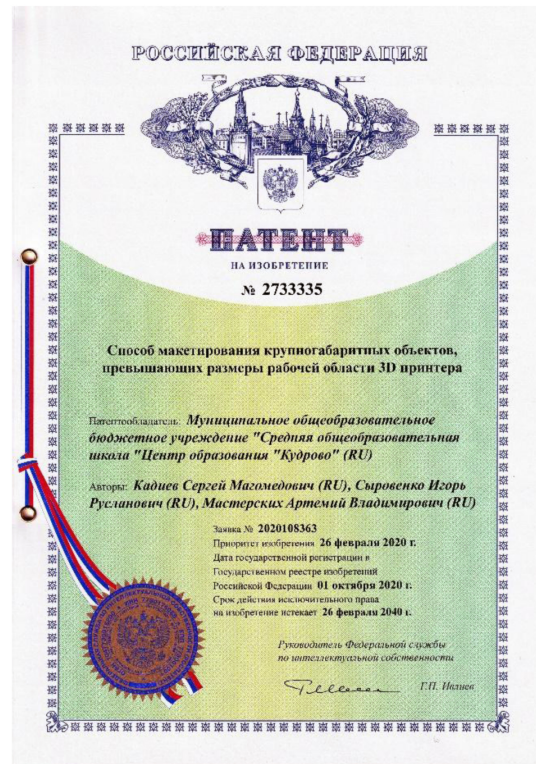 РОССИЙСКАЯ ФЕДЕРАЦИЯ
ПАТЕНТ
НА ИЗОБРЕТЕНИЕ
№ 2733335
Способ макетирования крупногабаритных объектов,
превышающих размеры рабочей области 3D принтера
Патентообладатель: Муниципальное общеобразовательное
бюджетное учреждение "Средняя общеобразовательная
школа "Центр образования "Кудрово" (RU)
Авторы: Кадиев Сергей Магомедович (RU), Сыровенко Игорь
Русланович (RU), Мастерских Артемий Владимирович (RU)
Заявка № 2020108363
Приоритет изобретения 26 февраля 2020 г.
Дата государственной регистрации в
Государственном реестре изобретений
Российской Федерации 01 октября 2020 г.
Срок действия исключительного права
на изобретение истекает 26 февраля 2040 г.
Руководитель Федеральной службы
по интеллектуальной собственности
Г.П. Ивлиев